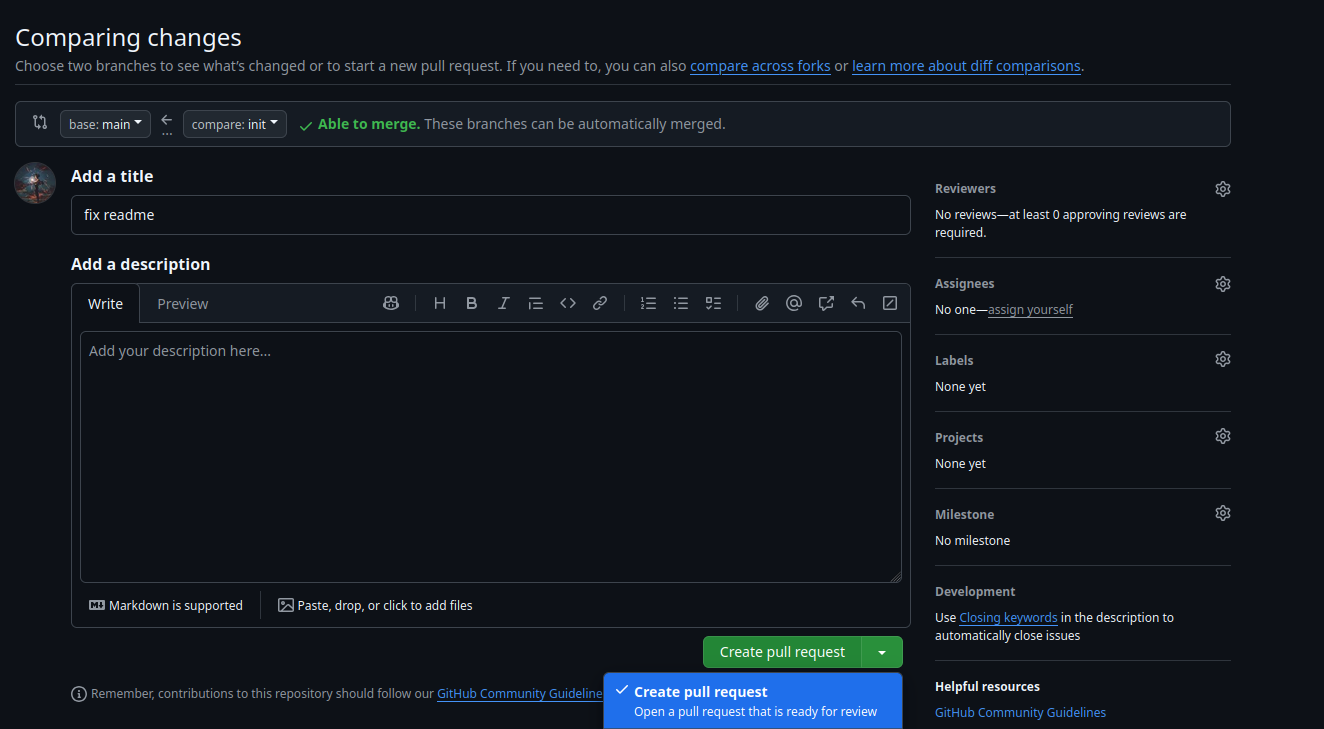 Comparing changes
Choose two branches to see what's changed or to start a new pull request. If you need to, you can also compare across forks or learn more about diff comparisons.
base: main
compare: init
Able to merge. These branches can be automatically merged.
Add a title
fix readme
Add a description
Write
Preview
Add your description here...
Markdown is supported
Paste, drop, or click to add files
Create pull request
Remember, contributions to this repository should follow our GitHub Community Guideline
Create pull request
Open a pull request that is ready for review
Reviewers
No reviews—at least 0 approving reviews are
required.
Assignees
No one—assign yourself
Labels
None yet
Projects
None yet
Milestone
No milestone
Development
Use Closing keywords in the description to
automatically close issues
Helpful resources
GitHub Community Guidelines